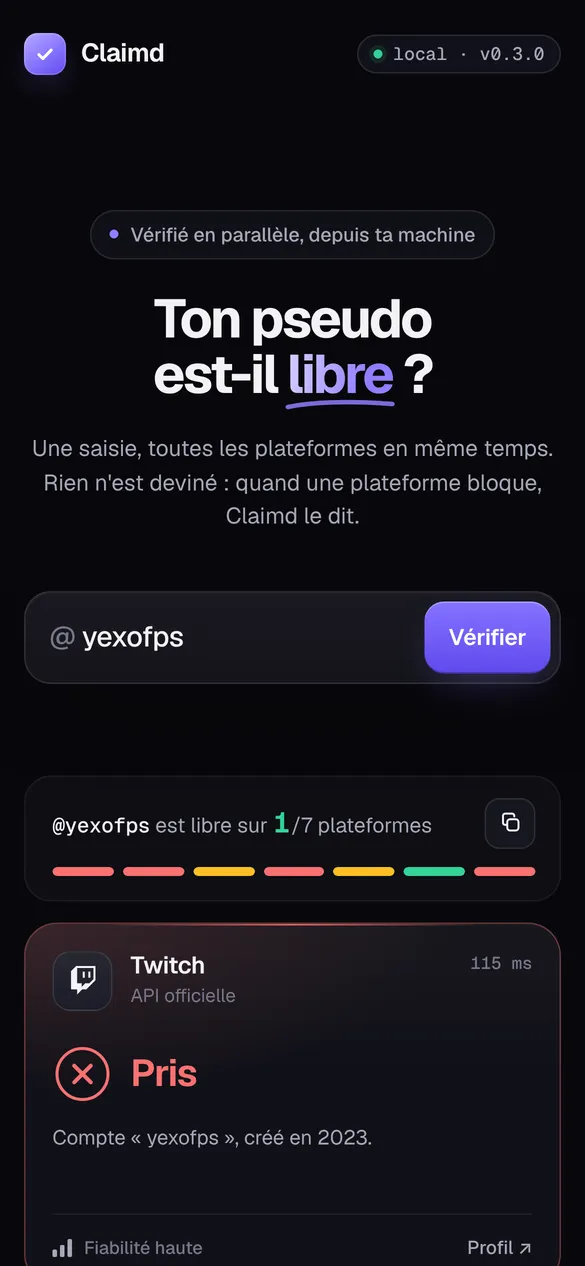 Claimd
local · v0.3.0
Vérifié en parallèle, depuis ta machine
Ton pseudo
est-il libre ?
Une saisie, toutes les plateformes en même temps.
Rien n'est deviné : quand une plateforme bloque,
Claimd le dit.
@ yexofps
Vérifier
@yexofps est libre sur 1/7 plateformes
Twitch
115 ms
API officielle
Pris
Compte « yexofps », créé en 2023.
Fiabilité haute
Profil ↗